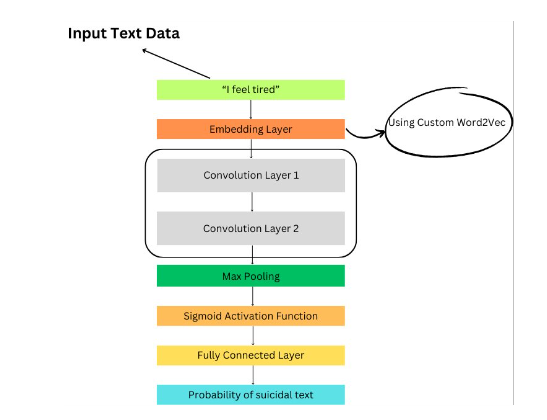 Input Text Data
“I feel tired”
Embedding Layer
Using Custom Word2Vec
Convolution Layer 1
Convolution Layer 2
Max Pooling
Sigmoid Activation Function
Fully Connected Layer
Probability of suicidal text